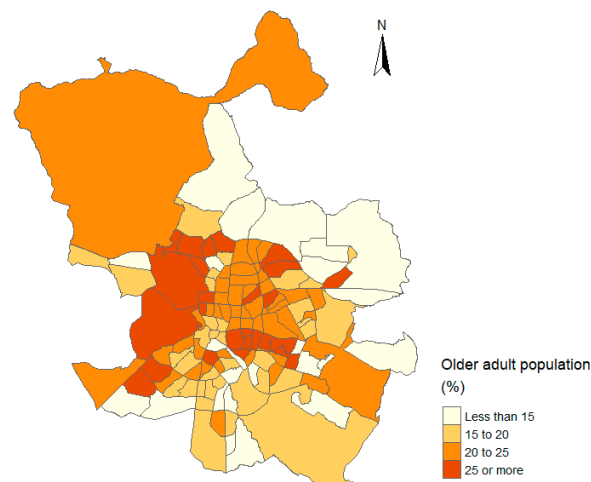 N
Older adult population
(%)
Less than 15
15 to 20
20 to 25
25 or more